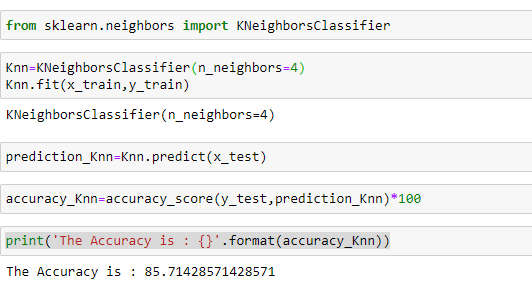 from sklearn.neighbors import KNeighborsClassifier
Knn=KNeighborsClassifier(n_neighbors=4)
Knn.fit(x_train,y_train)
KNeighborsClassifier(n_neighbors=4)
prediction_Knn=Knn.predict(x_test)
accuracy_Knn=accuracy_score(y_test,prediction_Knn)*100
print('The Accuracy is : {}'.format(accuracy_Knn))
The Accuracy is : 85.71428571428571